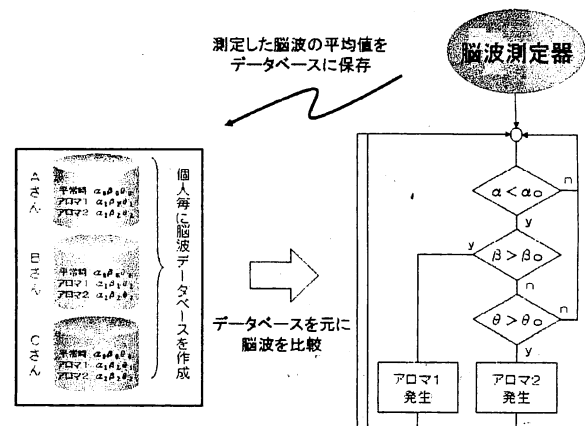 測定した脳波の平均値を
データベースに保存
脳波測定器
Aさん
平常時 α₀β₀θ₀
アロマ1 α₁β₁θ₁
アロマ2 α₂β₂θ₂
Bさん
平常時
アロマ1
アロマ2
Cさん
平常時
アロマ1
アロマ2
個人毎に脳波データベースを作成
データベースを元に
脳波を比較
α<α₀
n
y
y
β>β₀
n
θ>θ₀
n
y
アロマ1
発生
アロマ2
発生